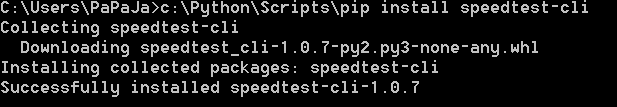 C:\Users\PaPaJa>c:\Python\Scripts\pip install speedtest-cli
Collecting speedtest-cli
  Downloading speedtest_cli-1.0.7-py2.py3-none-any.whl
Installing collected packages: speedtest-cli
Successfully installed speedtest-cli-1.0.7